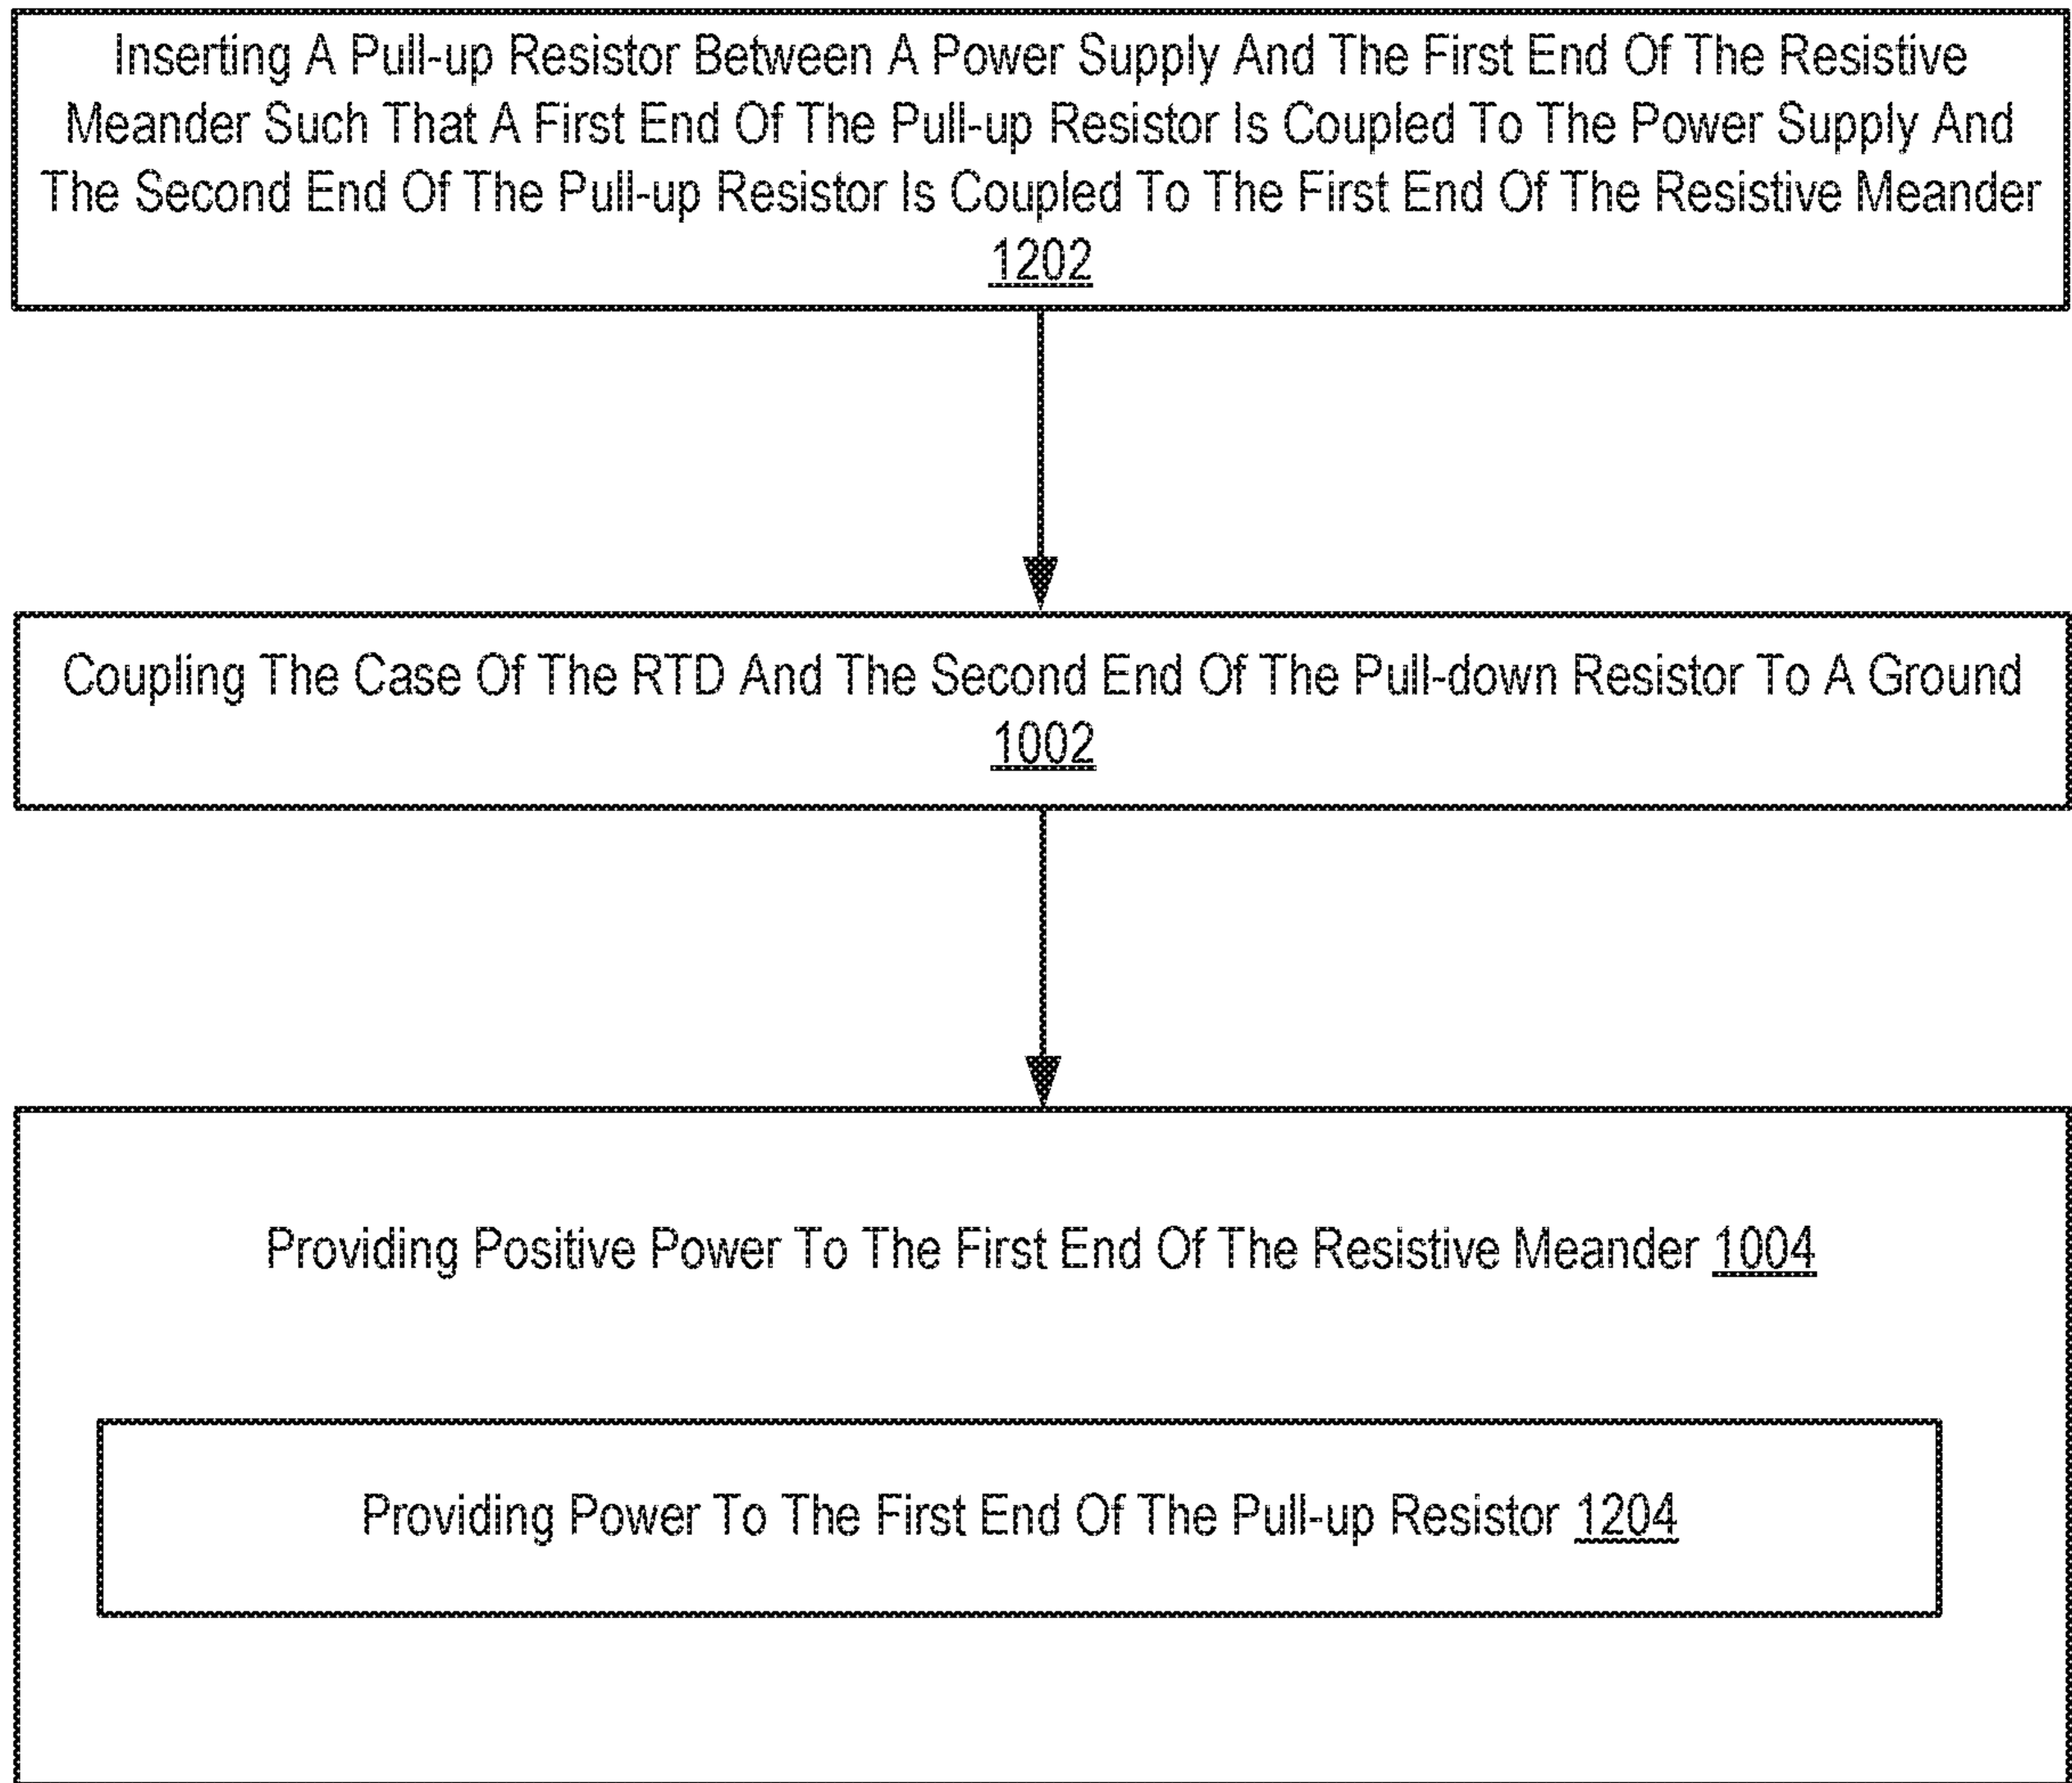 Inserting A Pull-up Resistor Between A Power Supply And The First End Of The Resistive
Meander Such That A First End Of The Pull-up Resistor Is Coupled To The Power Supply And
The Second End Of The Pull-up Resistor Is Coupled To The First End Of The Resistive Meander
1202
Coupling The Case Of The RTD And The Second End Of The Pull-down Resistor To A Ground
1002
Providing Positive Power To The First End Of The Resistive Meander 1004
Providing Power To The First End Of The Pull-up Resistor 1204